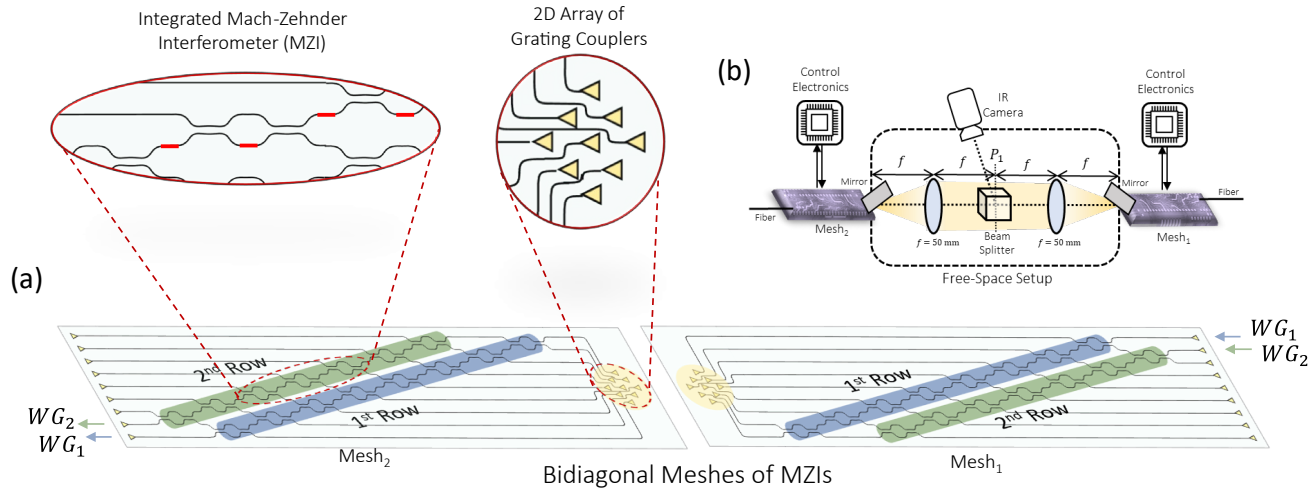 Integrated Mach-Zehnder
Interferometer (MZI)
2D Array of
Grating Couplers
(b)
Control
Electronics
IR
Camera
Control
Electronics
f
f
P1
f
f
Mirror
Mirror
Fiber
Fiber
Mesh2
f = 50 mm
Beam
Splitter
f = 50 mm
Mesh1
Free-Space Setup
(a)
2nd Row
1st Row
WG2
WG1
Mesh2
1st Row
2nd Row
WG1
WG2
Mesh1
Bidiagonal Meshes of MZIs